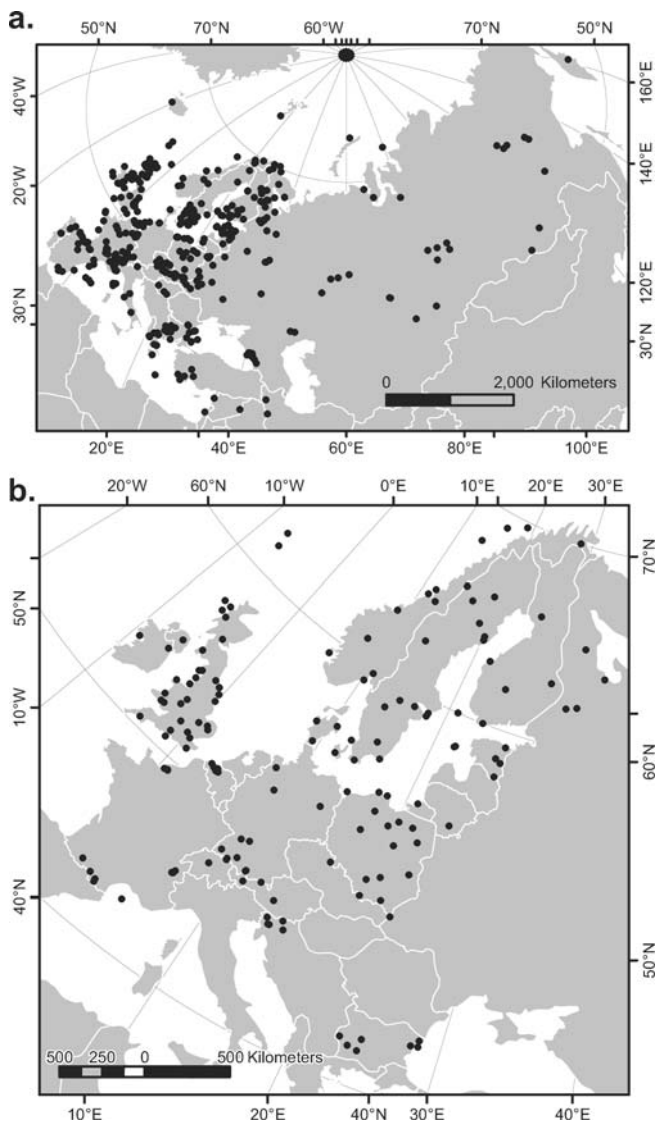 a.
50°N 70°N 60°W 70°N 50°N
40°W 160°E
20°W 140°E
30°N 120°E
30°N
0 2,000 Kilometers
20°E 40°E 60°E 80°E 100°E
b.
20°W 60°N 10°W 0°E 10°E 20°E 30°E
50°N 70°N
10°W 60°N
40°N 50°N
500 250 0 500 Kilometers
10°E 20°E 40°N 30°E 40°E